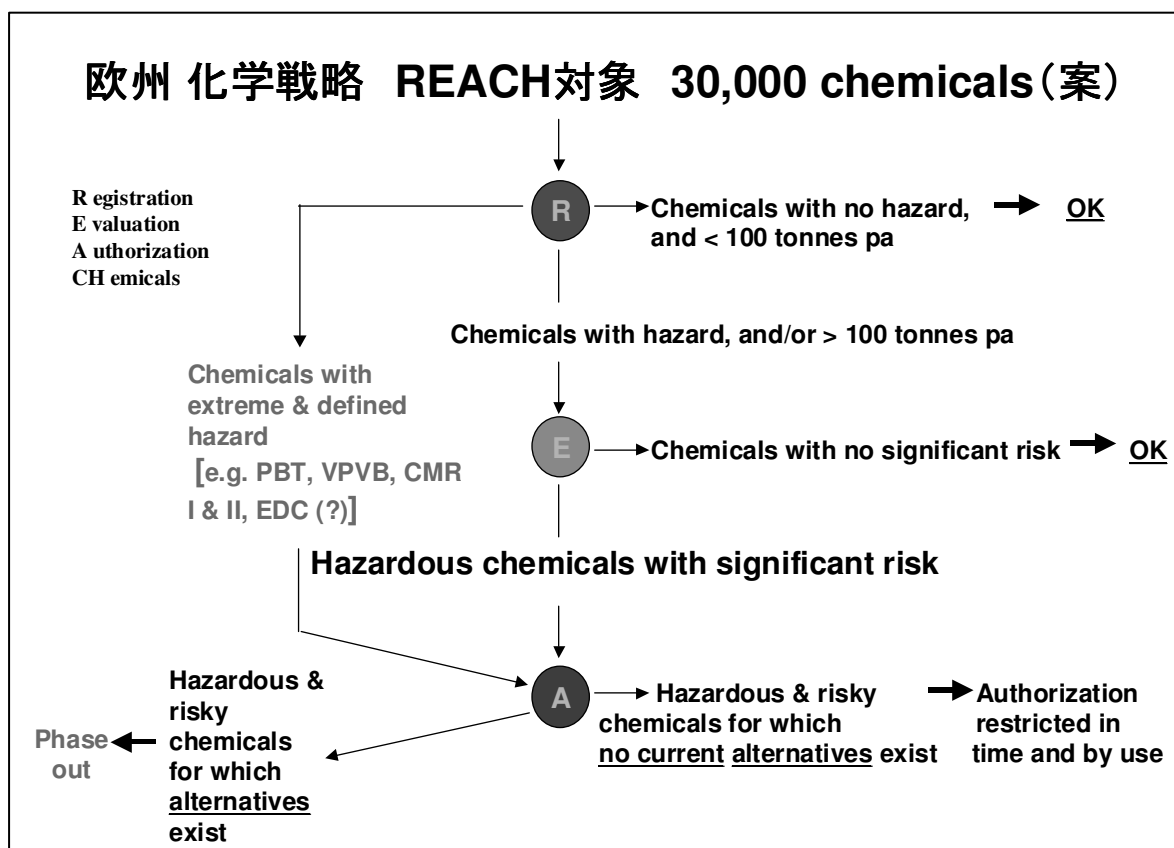 欧州 化学戦略 REACH対象 30,000 chemicals(案)
R egistration
E valuation
A uthorization
CH emicals
R
Chemicals with no hazard,
and < 100 tonnes pa
OK
Chemicals with hazard, and/or > 100 tonnes pa
Chemicals with
extreme & defined
hazard
[e.g. PBT, VPVB, CMR
I & II, EDC (?)]
E
Chemicals with no significant risk
OK
Hazardous chemicals with significant risk
A
Hazardous & risky
chemicals for which
no current alternatives exist
Authorization
restricted in
time and by use
Hazardous &
risky
chemicals
for which
alternatives
exist
Phase
out